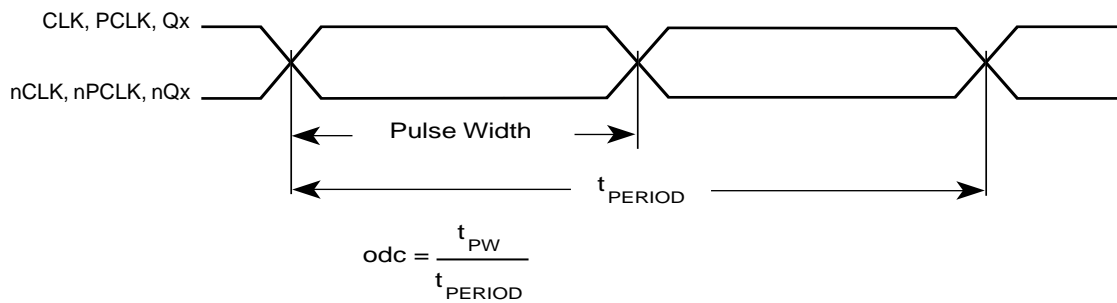 CLK, PCLK, Qx
nCLK, nPCLK, nQx
Pulse Width
tPERIOD
odc = tPW
tPERIOD